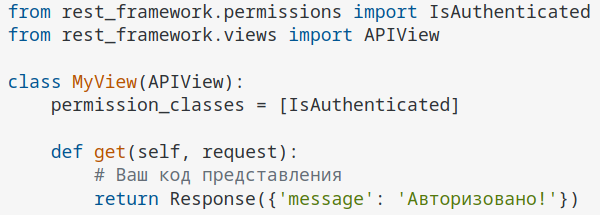 from rest_framework.permissions import IsAuthenticated
from rest_framework.views import APIView

class MyView(APIView):
    permission_classes = [IsAuthenticated]

    def get(self, request):
        # Ваш код представления
        return Response({'message': 'Авторизовано!'})